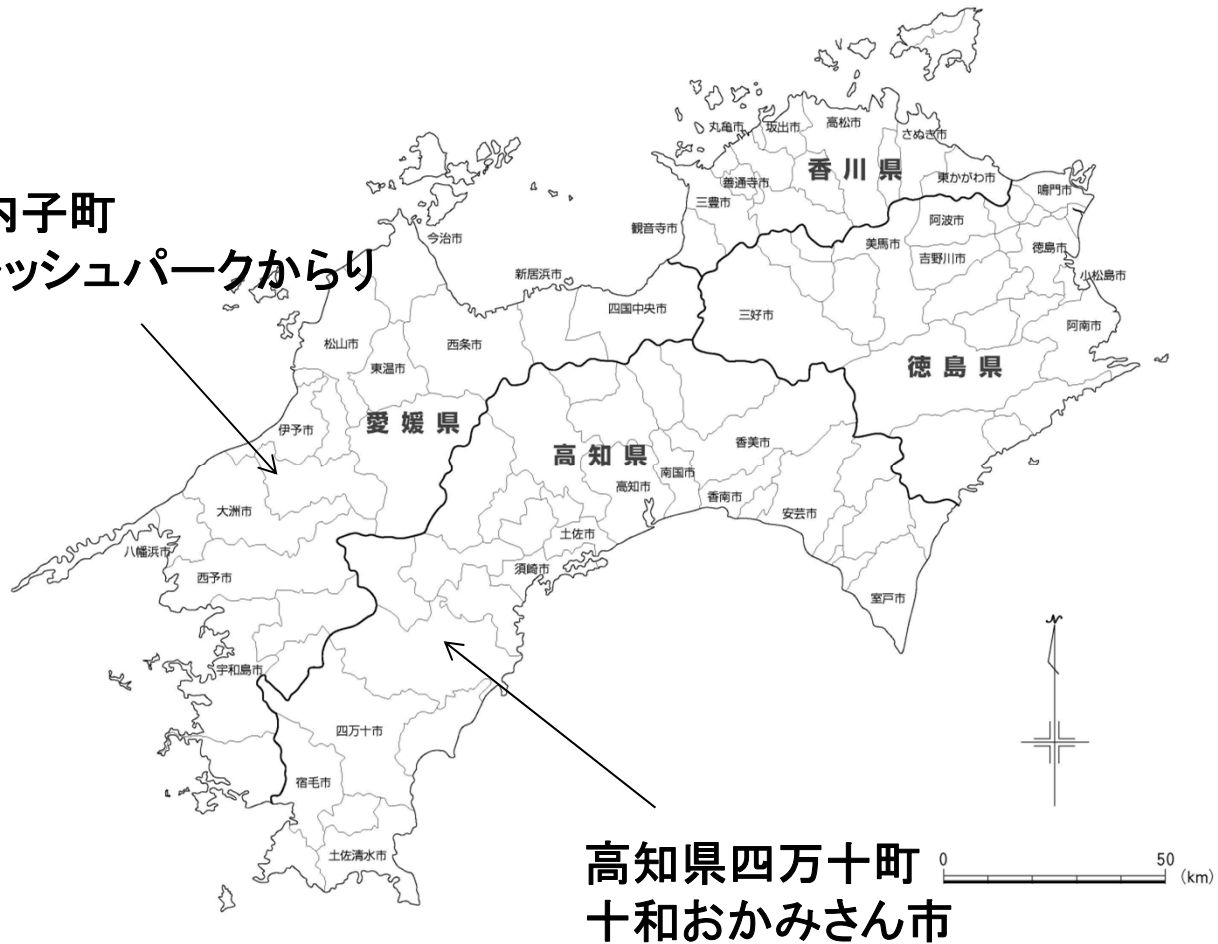 内子町
ッシュパークからり
高知県四万十町
十和おかみさん市
香川県
徳島県
愛媛県
高知県
丸亀市
坂出市
高松市
さぬき市
東かがわ市
善通寺市
三豊市
観音寺市
鳴門市
阿波市
美馬市
吉野川市
徳島市
小松島市
三好市
阿南市
今治市
新居浜市
四国中央市
松山市
東温市
西条市
伊予市
大洲市
八幡浜市
西予市
宇和島市
香美市
南国市
高知市
香南市
安芸市
土佐市
須崎市
室戸市
四万十市
宿毛市
土佐清水市
N
0
50
(km)